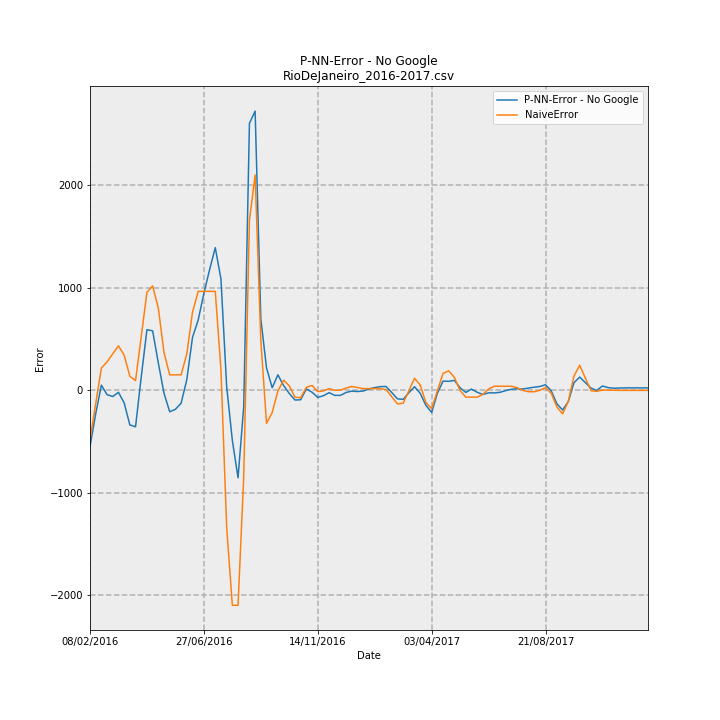 P-NN-Error - No Google
RioDeJaneiro_2016-2017.csv
P-NN-Error - No Google
NaiveError
2000
1000
0
−1000
−2000
Error
08/02/2016 27/06/2016 14/11/2016 03/04/2017 21/08/2017
Date